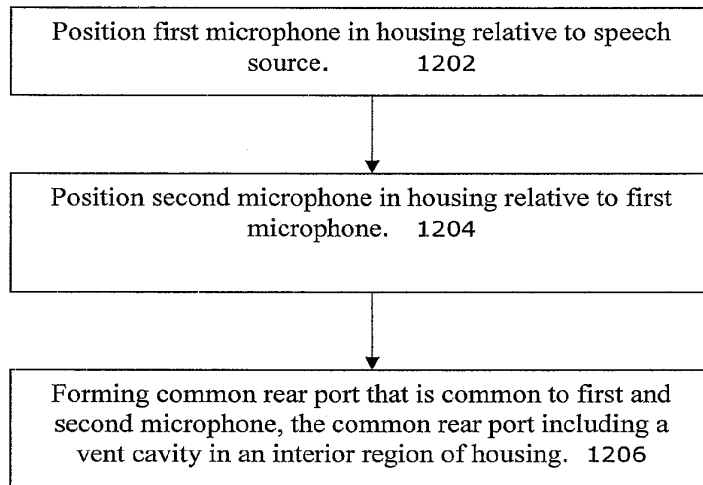 Position first microphone in housing relative to speech
source. 1202
Position second microphone in housing relative to first
microphone. 1204
Forming common rear port that is common to first and
second microphone, the common rear port including a
vent cavity in an interior region of housing. 1206